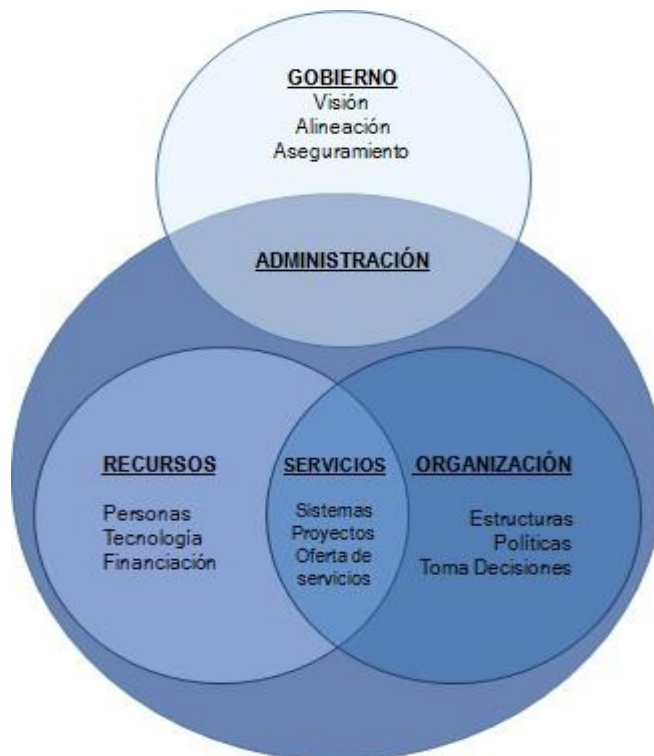 GOBIERNO
Visión
Alineación
Aseguramiento
ADMINISTRACIÓN
RECURSOS
Personas
Tecnología
Financiación
SERVICIOS
Sistemas
Proyectos
Oferta de
servicios
ORGANIZACIÓN
Estructuras
Políticas
Toma Decisiones